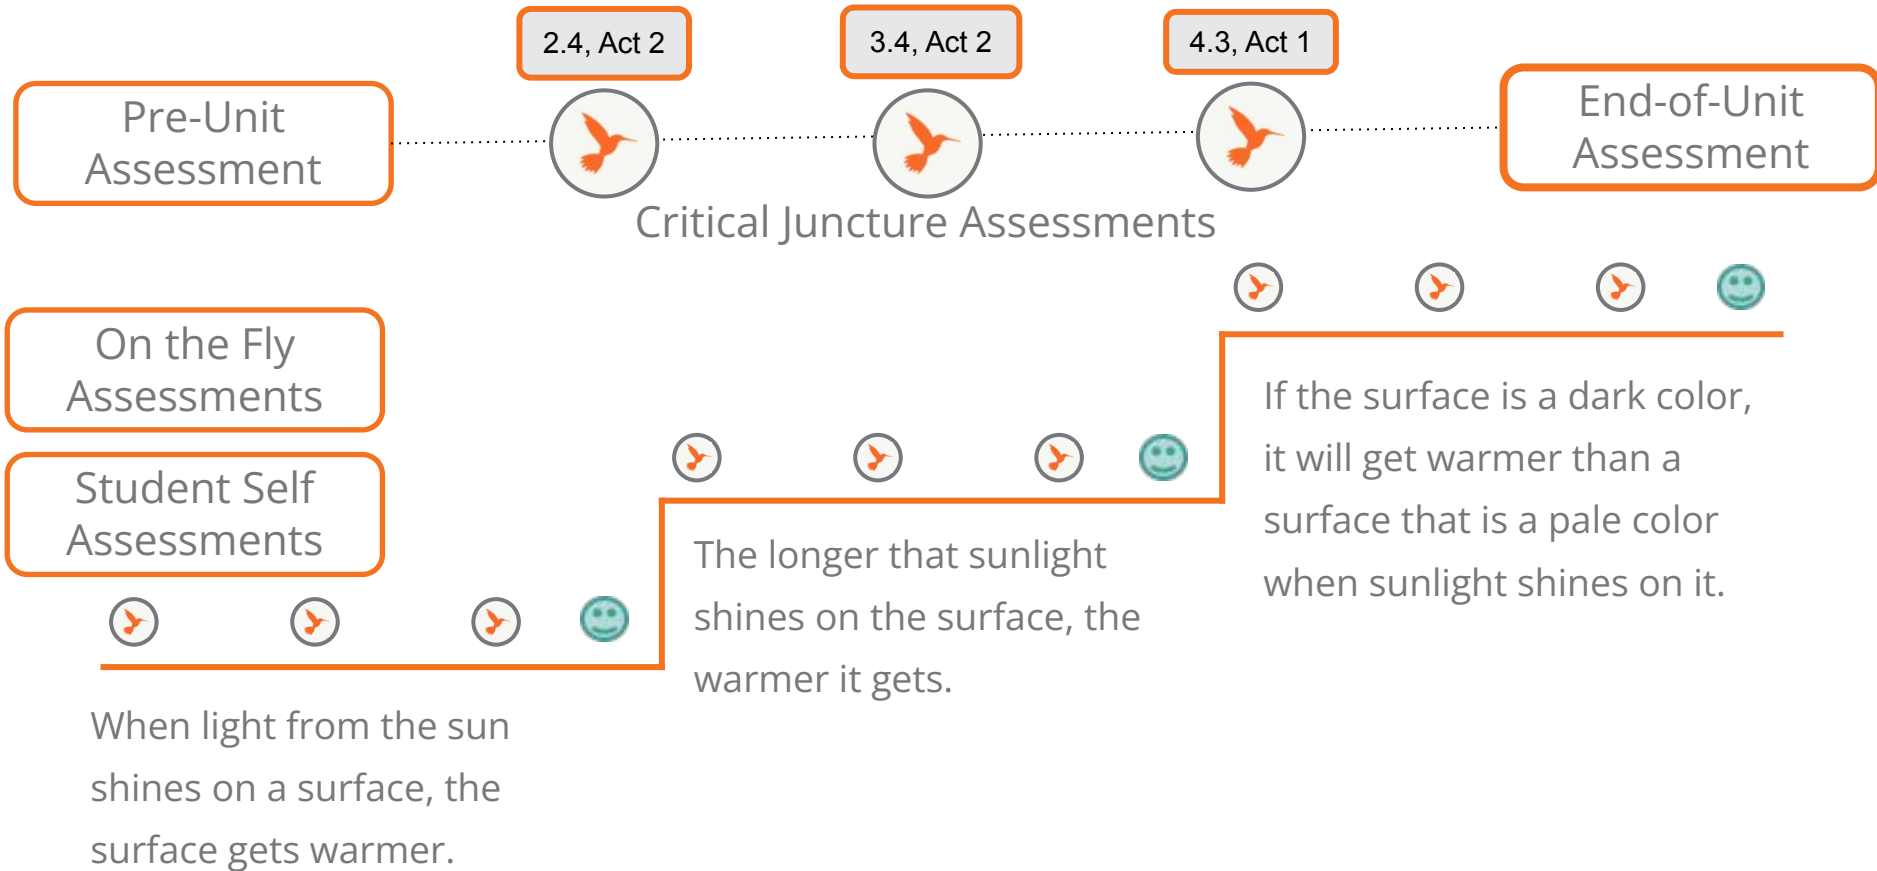 2.4, Act 2
3.4, Act 2
4.3, Act 1
Pre-Unit
Assessment
End-of-Unit
Assessment
Critical Juncture Assessments
On the Fly
Assessments
Student Self
Assessments
When light from the sun
shines on a surface, the
surface gets warmer.
The longer that sunlight
shines on the surface, the
warmer it gets.
If the surface is a dark color,
it will get warmer than a
surface that is a pale color
when sunlight shines on it.